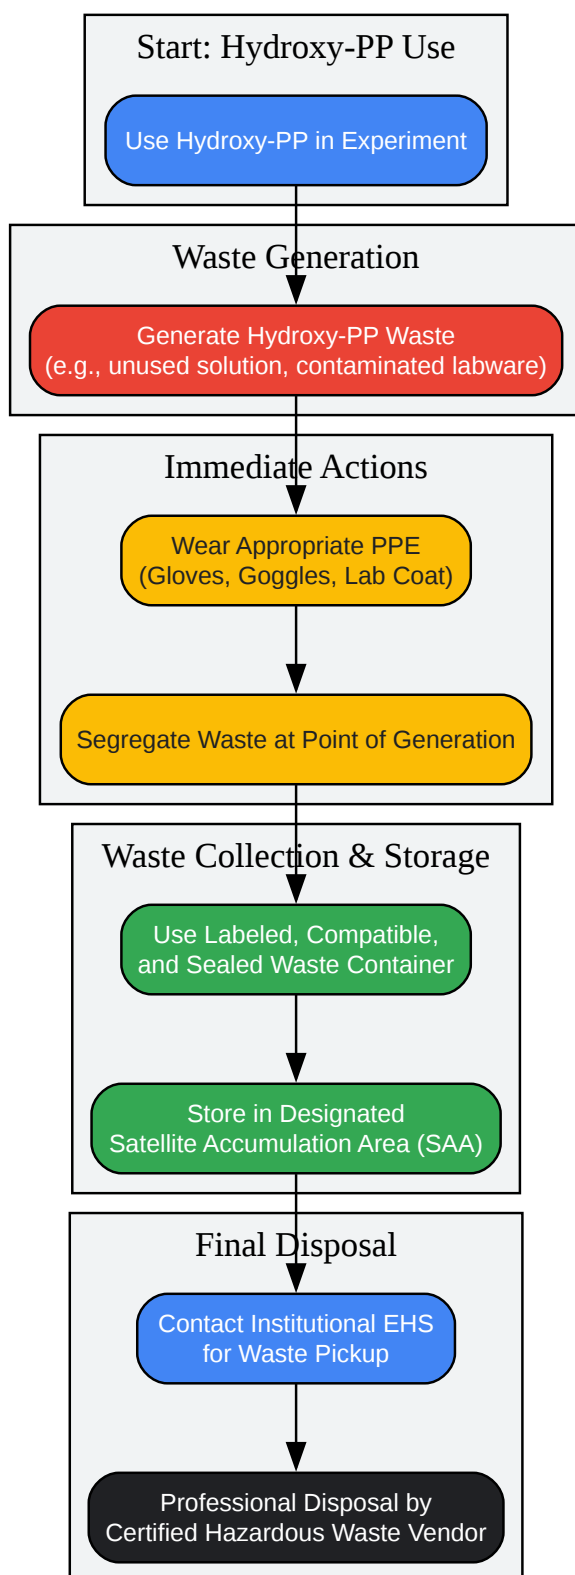 Start: Hydroxy-PP Use
Use Hydroxy-PP in Experiment
Waste Generation
Generate Hydroxy-PP Waste
(e.g., unused solution, contaminated labware)
Immediate Actions
Wear Appropriate PPE
(Gloves, Goggles, Lab Coat)
Segregate Waste at Point of Generation
Waste Collection & Storage
Use Labeled, Compatible,
and Sealed Waste Container
Store in Designated
Satellite Accumulation Area (SAA)
Final Disposal
Contact Institutional EHS
for Waste Pickup
Professional Disposal by
Certified Hazardous Waste Vendor